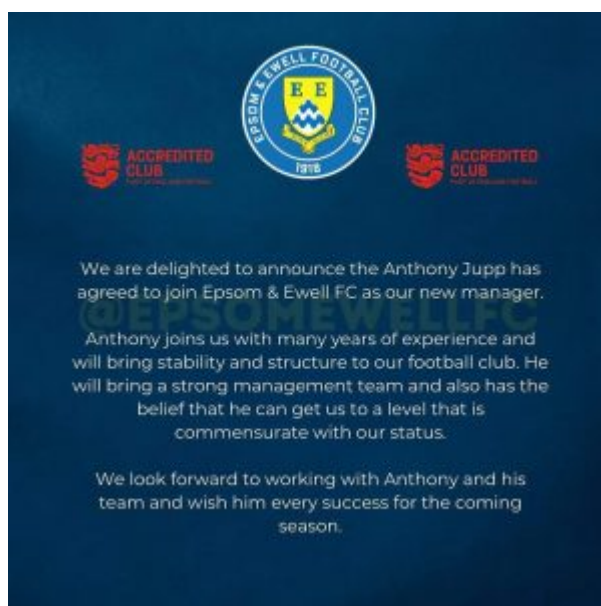 EPSOM & EWELL FOOTBALL CLUB
E E
1918
ACCREDITED
CLUB
ACCREDITED
CLUB
We are delighted to announce the Anthony Jupp has
agreed to join Epsom & Ewell FC as our new manager.
@EPSOMEWELLFC
Anthony joins us with many years of experience and
will bring stability and structure to our football club. He
will bring a strong management team and also has the
belief that he can get us to a level that is
commensurate with our status.
We look forward to working with Anthony and his
team and wish him every success for the coming
season.